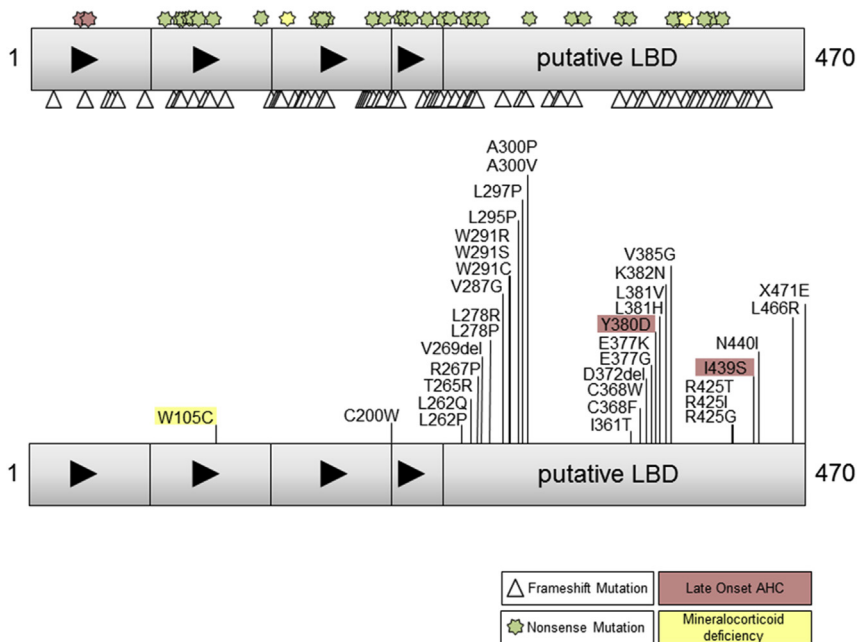 1 putative LBD 470
A300P
A300V
L297P
L295P
W291R
W291S
W291C
V287G
L278R
L278P
V269del
R267P
T265R
L262Q
L262P
V385G
K382N
L381V
L381H
Y380D
E377K
E377G
D372del
C368W
C368F
I361T
X471E
L466R
N440I
I439S
R425T
R425I
R425G
W105C
C200W
1 putative LBD 470
Frameshift Mutation
Late Onset AHC
Nonsense Mutation
Mineralocorticoid
deficiency